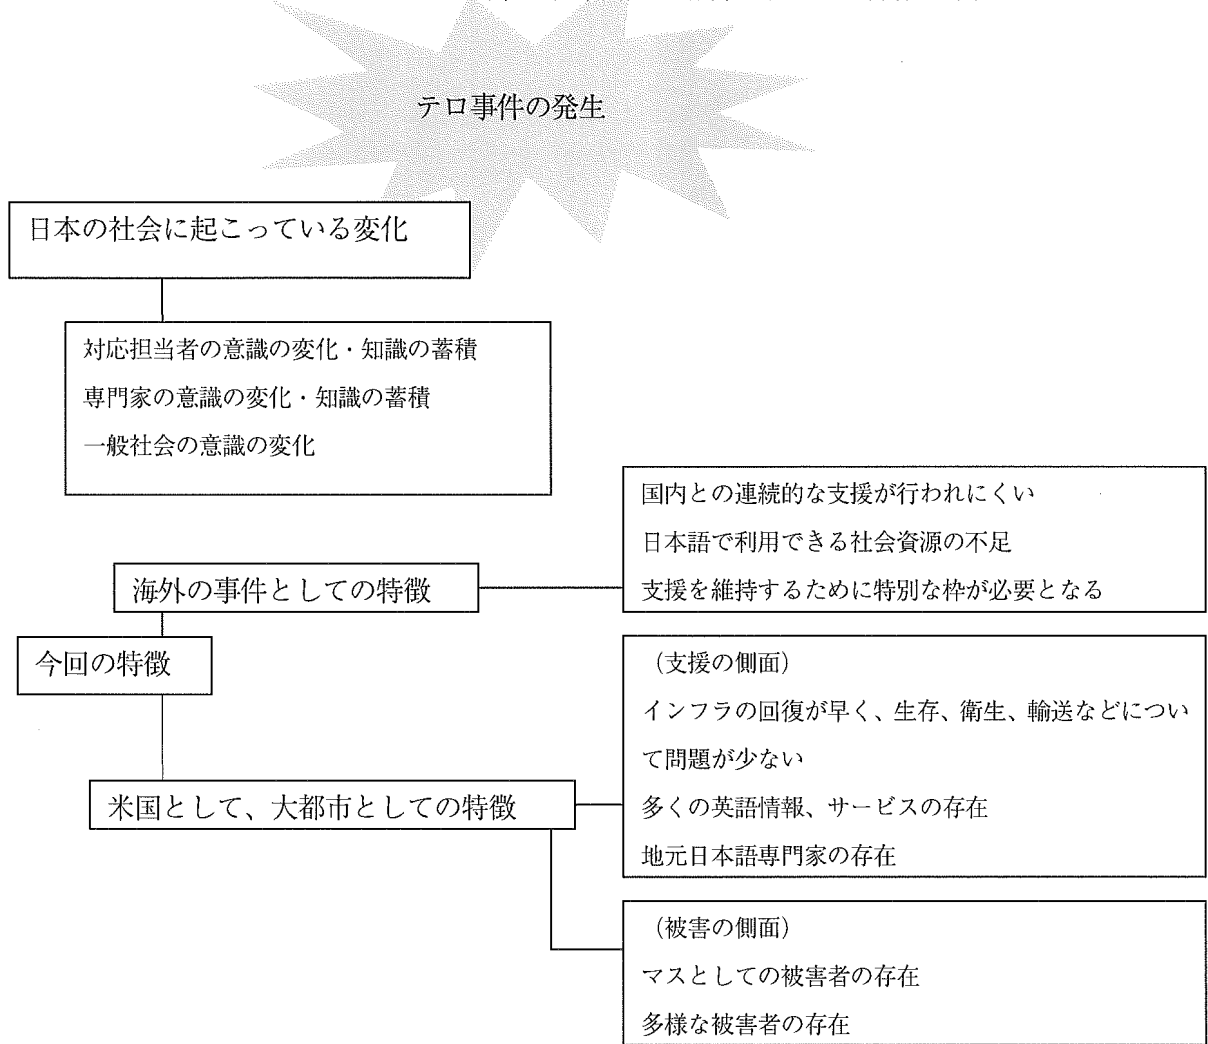 テロ事件の発生
日本の社会に起こっている変化
対応担当者の意識の変化・知識の蓄積
専門家の意識の変化・知識の蓄積
一般社会の意識の変化
国内との連続的な支援が行われにくい
日本語で利用できる社会資源の不足
支援を維持するために特別な枠が必要となる
海外の事件としての特徴
今回の特徴
（支援の側面）
インフラの回復が早く、生存、衛生、輸送などについ
て問題が少ない
多くの英語情報、サービスの存在
地元日本語専門家の存在
米国として、大都市としての特徴
（被害の側面）
マスとしての被害者の存在
多様な被害者の存在